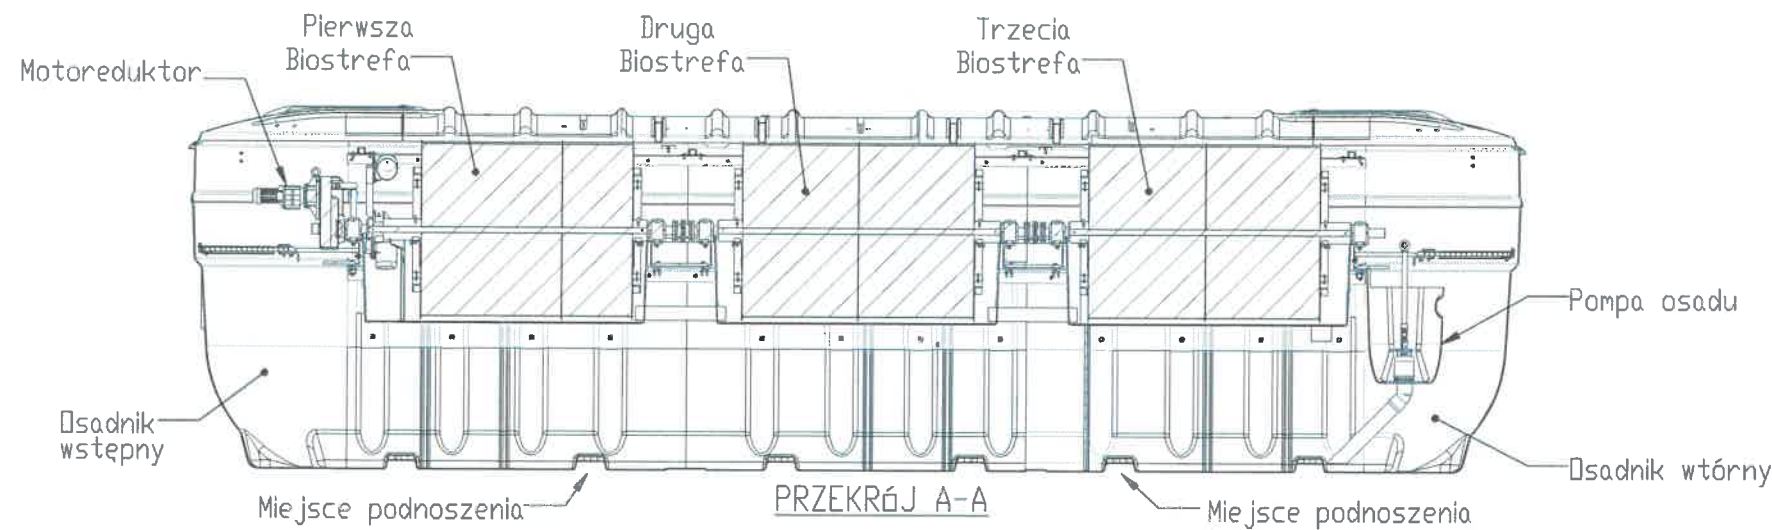 Pierwsza
Biostrefa
Druga
Biostrefa
Trzecia
Biostrefa
Motoreduktor
Pompa osadu
Osadnik
wstępny
Osadnik wtórny
Miejsce podnoszenia
PRZEKRóJ A-A
Miejsce podnoszenia